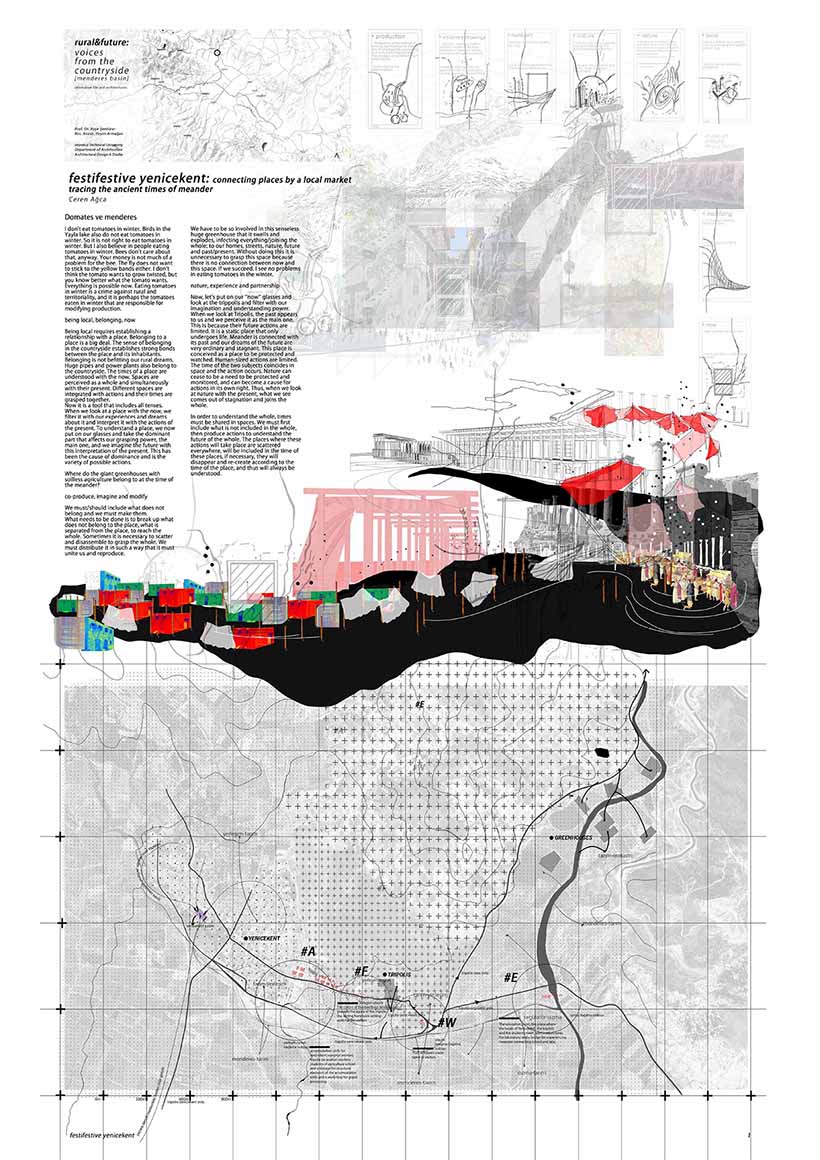 rural&future:
voices
from the
countryside
[menderes basin]
Prof. Dr. Ayşe Şentürer
Istanbul Technical University
Department of Architecture
Architectural Design 6 Studio
+ production
+ culture
+ nature
festifestive yenicekent: connecting places by a local market
tracing the ancient times of meander
Ceren Ağca
Domates ve menderes
I don't eat tomatoes in winter. Birds in the
Yayla lake also do not eat tomatoes in
winter. So it is not right to eat tomatoes in
winter. But I also believe in people eating
tomatoes in winter. Bees don't care about
that, anyway. Your money is not much of a
problem for the bee. The fly does not want
to stick to the yellow bands either. I don't
think the tomato wants to grow twisted, but
you know better what the tomato wants.
Everything is possible now. Eating tomatoes
in winter is a crime against rural and
territoriality, and it is perhaps the tomatoes
eaten in winter that are responsible for
modifying production.
being local, belonging, now
Being local requires establishing a
relationship with a place. Belonging to a
place is a big deal. The sense of belonging
in the countryside establishes strong bonds
between the place and its inhabitants.
Belonging is not befitting our rural dreams.
Huge pipes and power plants also belong to
the countryside. The times of a place are
understood with the now. Spaces are
perceived as a whole and simultaneously
with their present. Different spaces are
integrated with actions and their times are
grasped together.
Now it is a tool that includes all tenses.
When we look at a place with the now, we
filter it with our experiences and dreams
about it and interpret it with the actions of
the present. To understand a place, we now
put on our glasses and take the dominant
part that affects our grasping power, the
main one, and we imagine the future with
this interpretation of the present. This has
been the cause of dominance and is the
variety of possible actions.
Where do the giant greenhouses with
soilless agriculture belong to at the time of
the meander?
co-produce, imagine and modify
We must/should include what does not
belong and we must make them.
What needs to be done is to break up what
does not belong to the place, what is
separated from the place, to reach the
whole. Sometimes it is necessary to scatter
and disassemble to grasp the whole. We
must distribute it in such a way that it must
unite us and reproduce.
We have to be so involved in this senseless
huge greenhouse that it swells and
explodes, infecting everything/joining the
whole; to our homes, streets, nature, future
and past/present. Without doing this it is
unnecessary to grasp this space because
there is no connection between now and
this space. If we succeed, I see no problems
in eating tomatoes in the winter.
nature, experience and partnership
Now, let's put on our "now" glasses and
look at the trippolis and filter with our
imagination and understanding power.
When we look at Tripolis, the past appears
to us and we perceive it as the main one.
This is because their future actions are
limited. It is a static place that only
undergoes life. Meander is connected with
its past and our dreams of the future are
very ordinary and stagnant. This place is
conceived as a place to be protected and
watched. Human-sized actions are limited.
The time of the two subjects coincides in
space and the action occurs. Nature can
cease to be a need to be protected and
monitored, and can become a cause for
actions in its own right. Thus, when we look
at nature with the present, what we see
comes out of stagnation and joins the
whole.
In order to understand the whole, times
must be shared in spaces. We must first
include what is not included in the whole,
then produce actions to understand the
future of the whole. The places where these
actions will take place are scattered
everywhere, will be included in the time of
these places, if necessary, they will
disappear and re-create according to the
time of the place, and thus will always be
understood.
#E
GREENHOUSES
YENICEKENT
#A
#F
TRIPOLIS
#E
#W
menderes-tarım
festifestive yenicekent
1